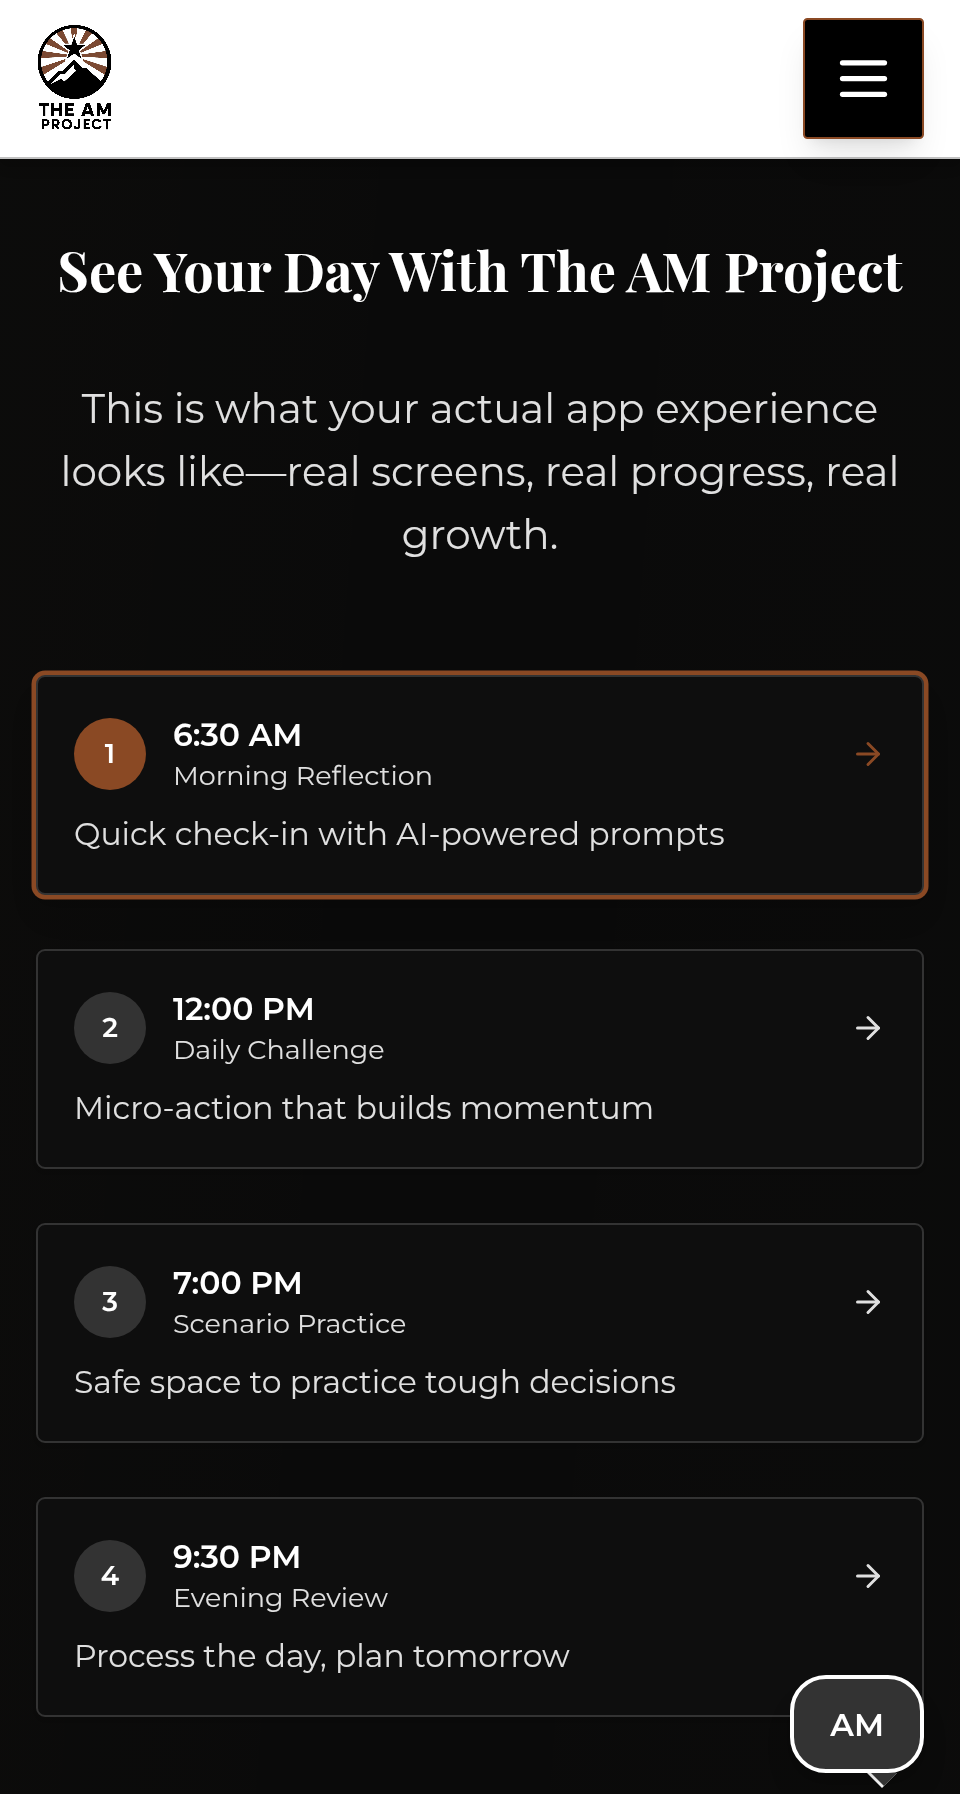 THE AM
PROJECT
See Your Day With The AM Project
This is what your actual app experience
looks like—real screens, real progress, real
growth.
1
6:30 AM
Morning Reflection
Quick check-in with AI-powered prompts
2
12:00 PM
Daily Challenge
Micro-action that builds momentum
3
7:00 PM
Scenario Practice
Safe space to practice tough decisions
4
9:30 PM
Evening Review
Process the day, plan tomorrow
AM